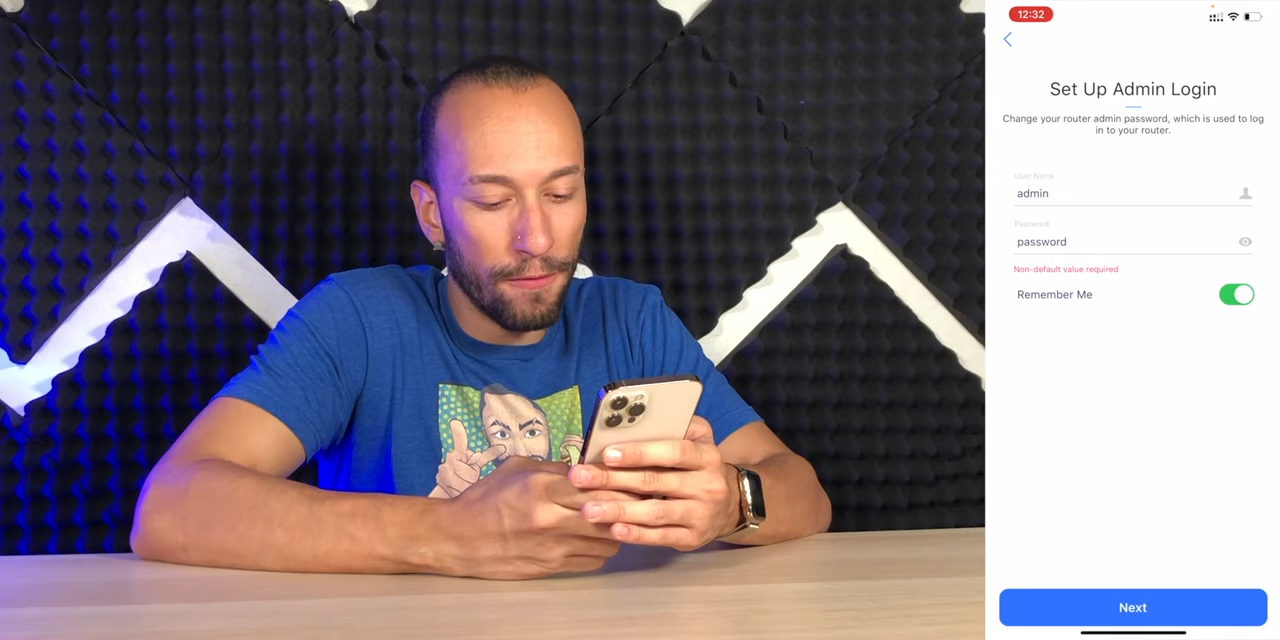 12:32
Set Up Admin Login
Change your router admin password, which is used to log
in to your router.
User Name
admin
Password
password
Non-default value required
Remember Me
Next